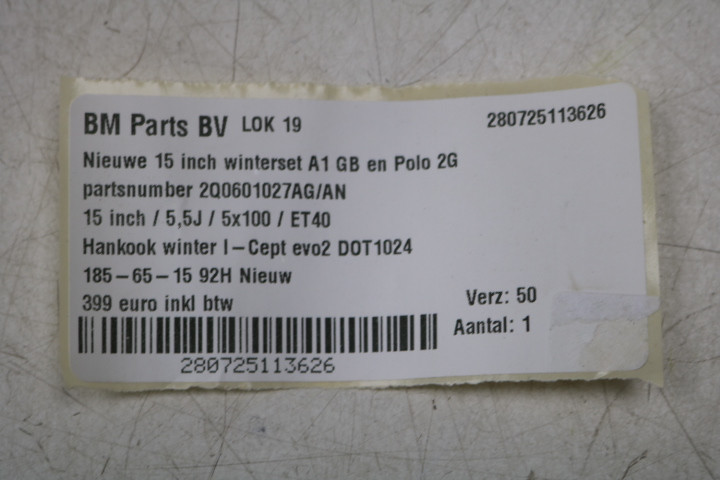 BM Parts BV LOK 19 280725113626
Nieuwe 15 inch winterset A1 GB en Polo 2G
partsnumber 2Q0601027AG/AN
15 inch / 5,5J / 5x100 / ET40
Hankook winter I-Cept evo2 DOT1024
185-65-15 92H Nieuw
399 euro inkl btw Verz: 50
Aantal: 1
280725113626